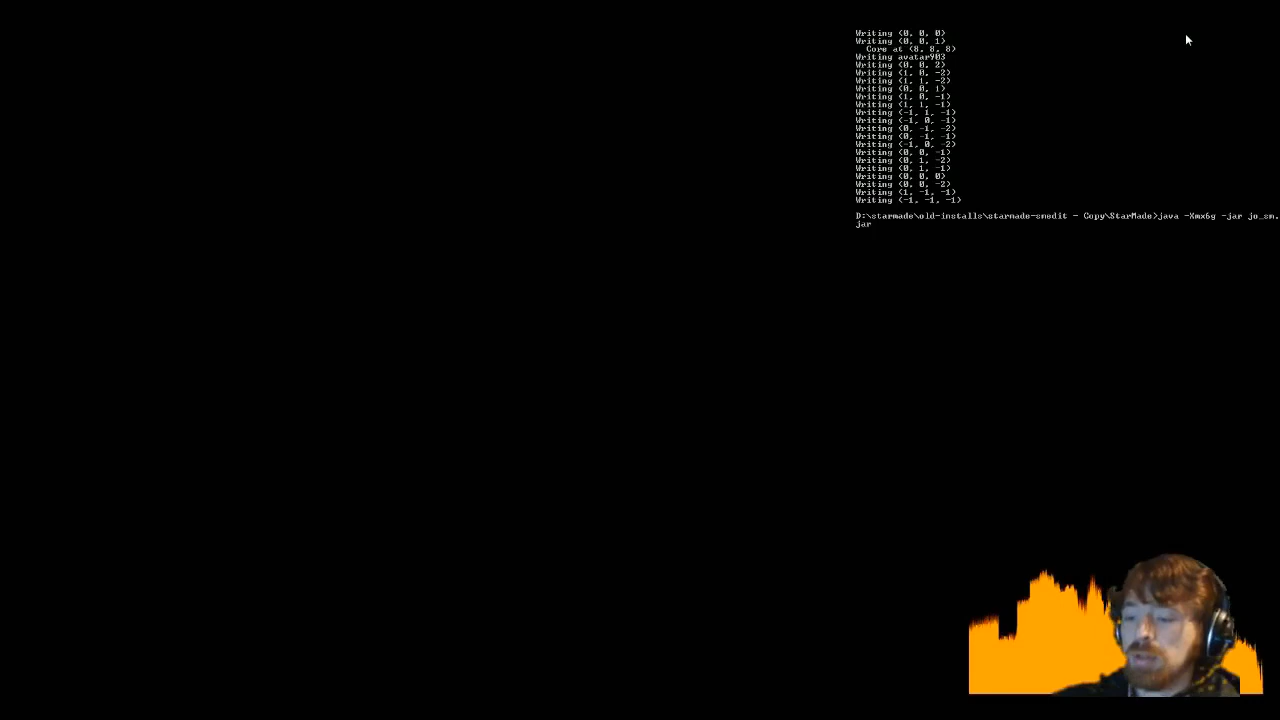 Writing (0, 0, 0)
Writing (0, 0, 1)
Core at (8, 8, 8)
Writing avatar903
Writing (0, 0, 2)
Writing (1, 0, -2)
Writing (1, 1, -2)
Writing (0, 0, 1)
Writing (1, 0, -1)
Writing (1, 1, -1)
Writing (-1, 1, -1)
Writing (-1, 0, -1)
Writing (0, -1, -2)
Writing (0, -1, -1)
Writing (-1, 0, -2)
Writing (0, 0, -1)
Writing (0, 1, -2)
Writing (0, 1, -1)
Writing (0, 0, 0)
Writing (0, 0, -2)
Writing (1, -1, -1)
Writing (-1, -1, -1)
D:\starmade\old-installs\starmade-smedit - Copy\StarMade>java -Xmx6g -jar jo_sm.
jar